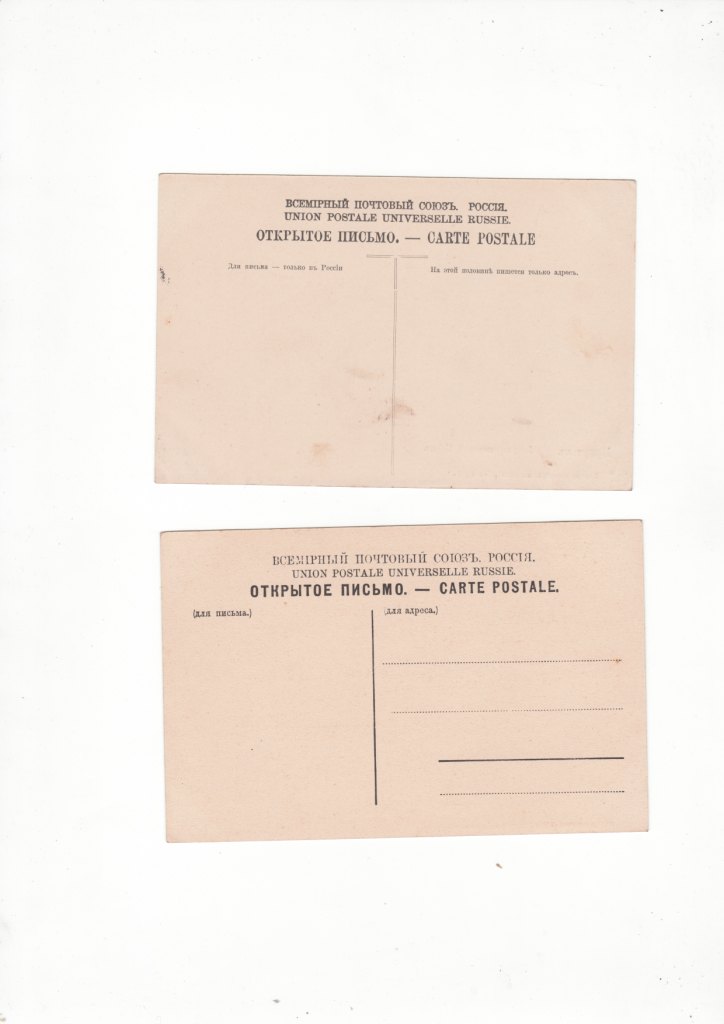 ВСЕМІРНЫЙ ПОЧТОВЫЙ СОЮЗЪ. РОССІЯ.
UNION POSTALE UNIVERSELLE RUSSIE.
ОТКРЫТОЕ ПИСЬМО. — CARTE POSTALE
Для письма — только въ Россіи
На этой половинѣ пишется только адресъ.
ВСЕМІРНЫЙ ПОЧТОВЫЙ СОЮЗЪ. РОССІЯ.
UNION POSTALE UNIVERSELLE RUSSIE.
ОТКРЫТОЕ ПИСЬМО. — CARTE POSTALE.
(для письма.)
(для адреса.)